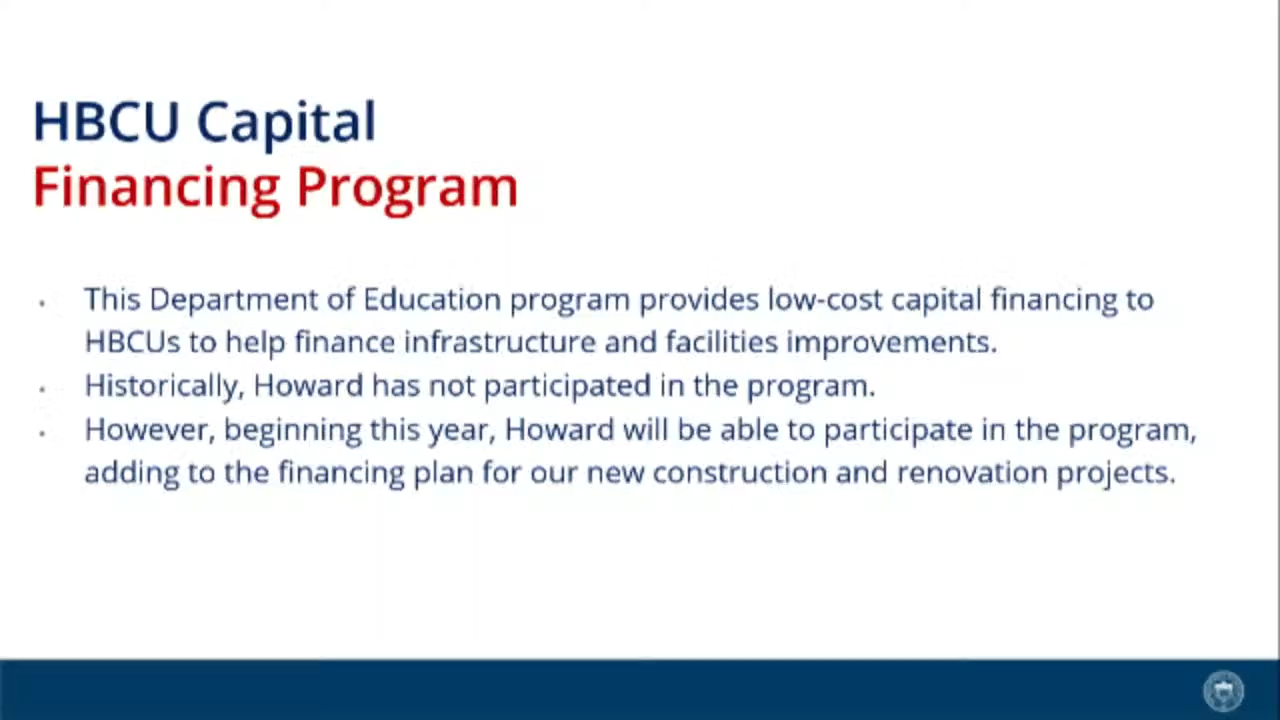 HBCU Capital
Financing Program
· This Department of Education program provides low-cost capital financing to
HBCUs to help finance infrastructure and facilities improvements.
· Historically, Howard has not participated in the program.
· However, beginning this year, Howard will be able to participate in the program,
adding to the financing plan for our new construction and renovation projects.